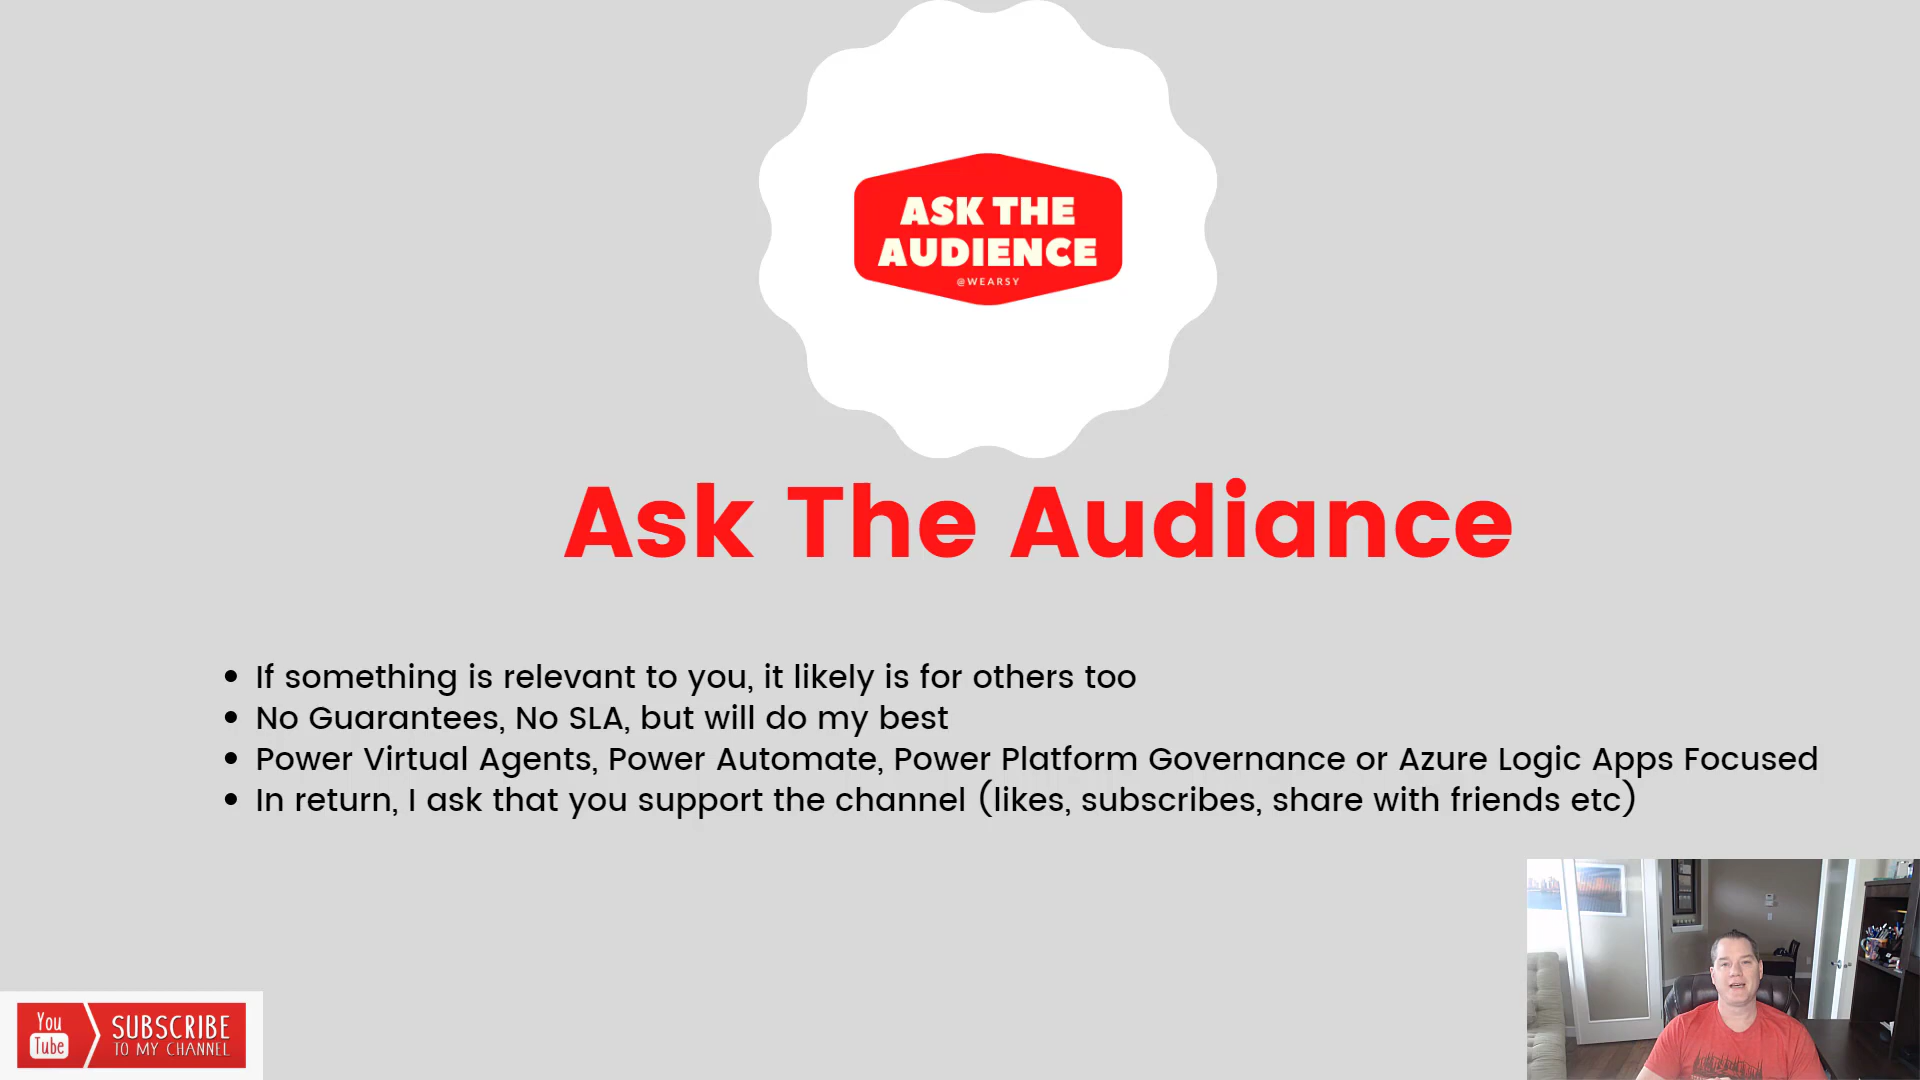 ASK THE
AUDIENCE
@WEARSY
Ask The Audiance
• If something is relevant to you, it likely is for others too
• No Guarantees, No SLA, but will do my best
• Power Virtual Agents, Power Automate, Power Platform Governance or Azure Logic Apps Focused
• In return, I ask that you support the channel (likes, subscribes, share with friends etc)
You
Tube
SUBSCRIBE
TO MY CHANNEL